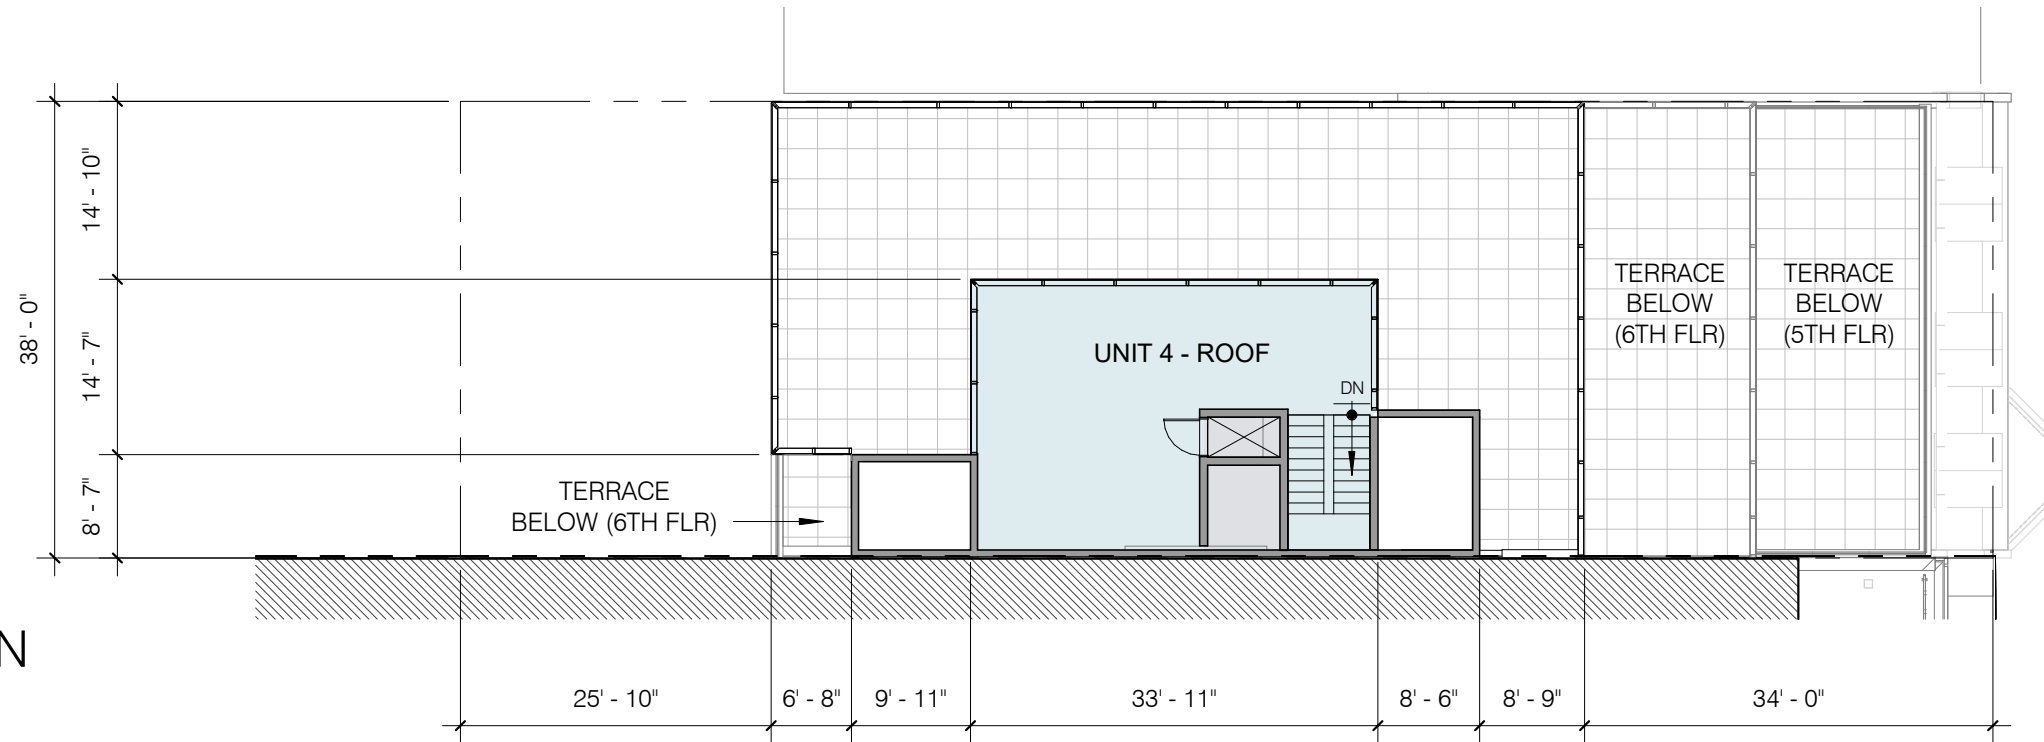 14' - 10"
38' - 0"
14' - 7"
8' - 7"
UNIT 4 - ROOF
DN
TERRACE
BELOW
(6TH FLR)
TERRACE
BELOW
(5TH FLR)
TERRACE
BELOW (6TH FLR)
N
25' - 10"
6' - 8"
9' - 11"
33' - 11"
8' - 6"
8' - 9"
34' - 0"